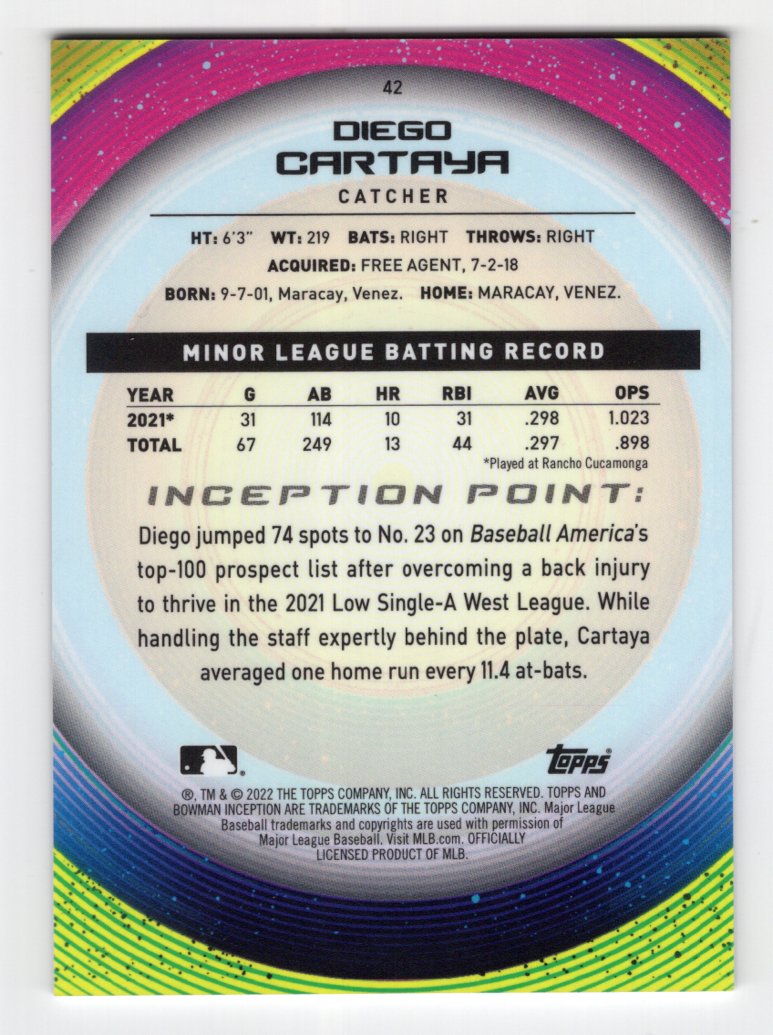 42
DIEGO
CARTAYA
CATCHER
HT: 6'3" WT: 219 BATS: RIGHT THROWS: RIGHT
ACQUIRED: FREE AGENT, 7-2-18
BORN: 9-7-01, Maracay, Venez. HOME: MARACAY, VENEZ.
MINOR LEAGUE BATTING RECORD
YEAR G AB HR RBI AVG OPS
2021* 31 114 10 31 .298 1.023
TOTAL 67 249 13 44 .297 .898
*Played at Rancho Cucamonga
INCEPTION POINT:
Diego jumped 74 spots to No. 23 on Baseball America's
top-100 prospect list after overcoming a back injury
to thrive in the 2021 Low Single-A West League. While
handling the staff expertly behind the plate, Cartaya
averaged one home run every 11.4 at-bats.
Topps®
®, TM & © 2022 THE TOPPS COMPANY, INC. ALL RIGHTS RESERVED. TOPPS AND
BOWMAN INCEPTION ARE TRADEMARKS OF THE TOPPS COMPANY, INC. Major League
Baseball trademarks and copyrights are used with permission of
Major League Baseball. Visit MLB.com. OFFICIALLY
LICENSED PRODUCT OF MLB.